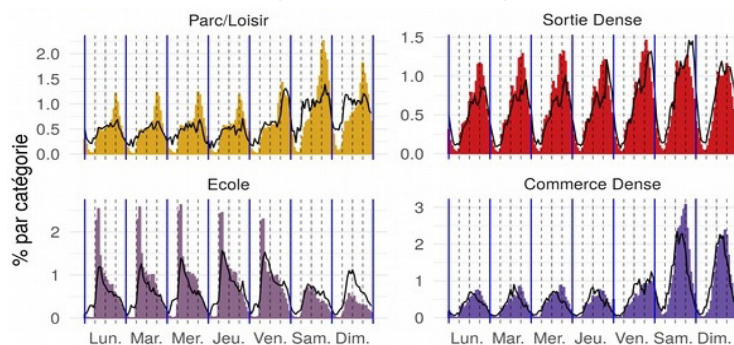 Parc/Loisir
Sortie Dense
2.0
1.5
1.0
0.5
0.0
1.5
1.0
0.5
0.0
% par catégorie
Ecole
Commerce Dense
2
1
0
3
2
1
0
Lun. Mar. Mer. Jeu. Ven. Sam. Dim.
Lun. Mar. Mer. Jeu. Ven. Sam. Dim.